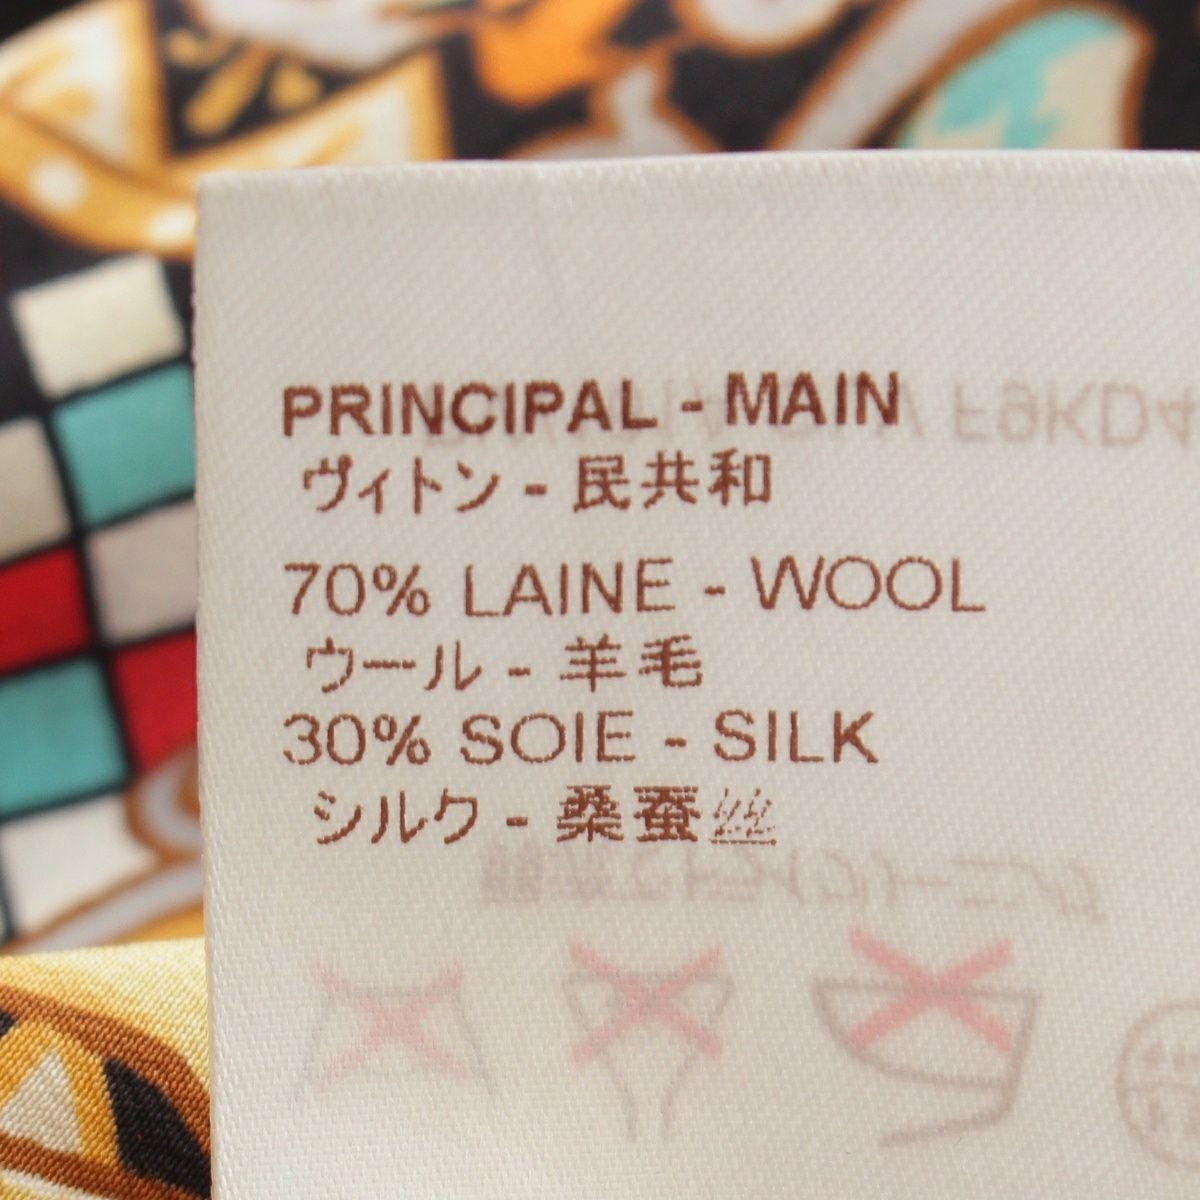 PRINCIPAL - MAIN
ヴィトン - 民共和
70% LAINE - WOOL
ウール - 羊毛
30% SOIE - SILK
シルク - 桑蚕丝
F9KD4